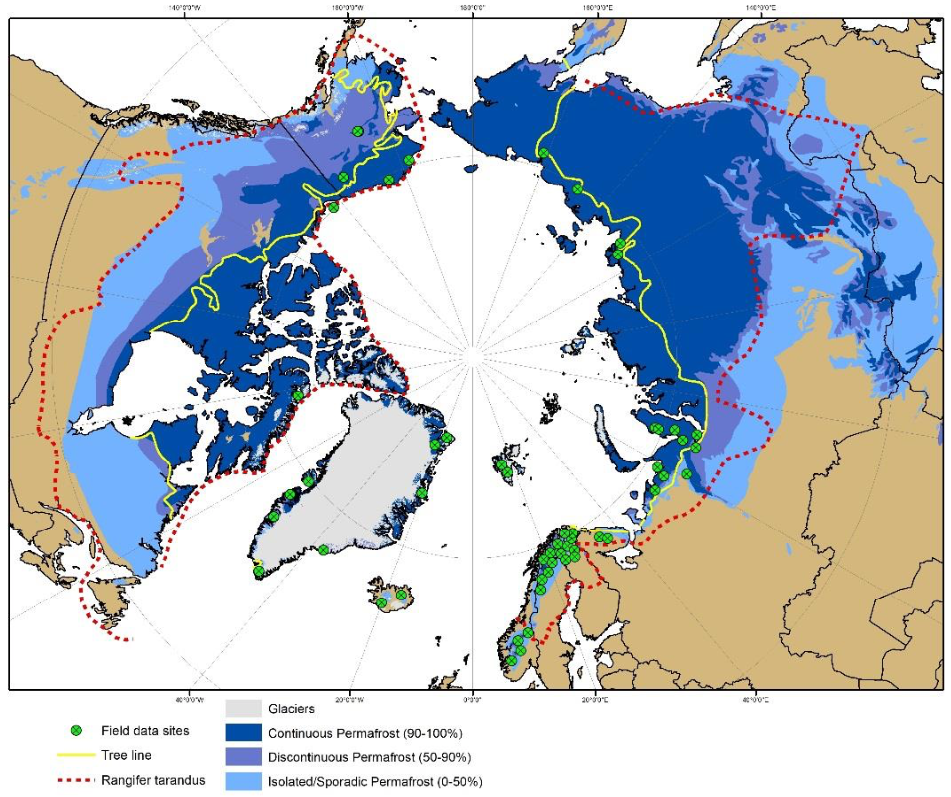 140°0'0"W 160°0'0"W 180°0'0" 160°0'0"E 140°0'0"E
40°0'0"W 20°0'0"W 0°0'0" 20°0'0"E 40°0'0"E
Glaciers
Field data sites
Continuous Permafrost (90-100%)
Tree line
Discontinuous Permafrost (50-90%)
Rangifer tarandus
Isolated/Sporadic Permafrost (0-50%)